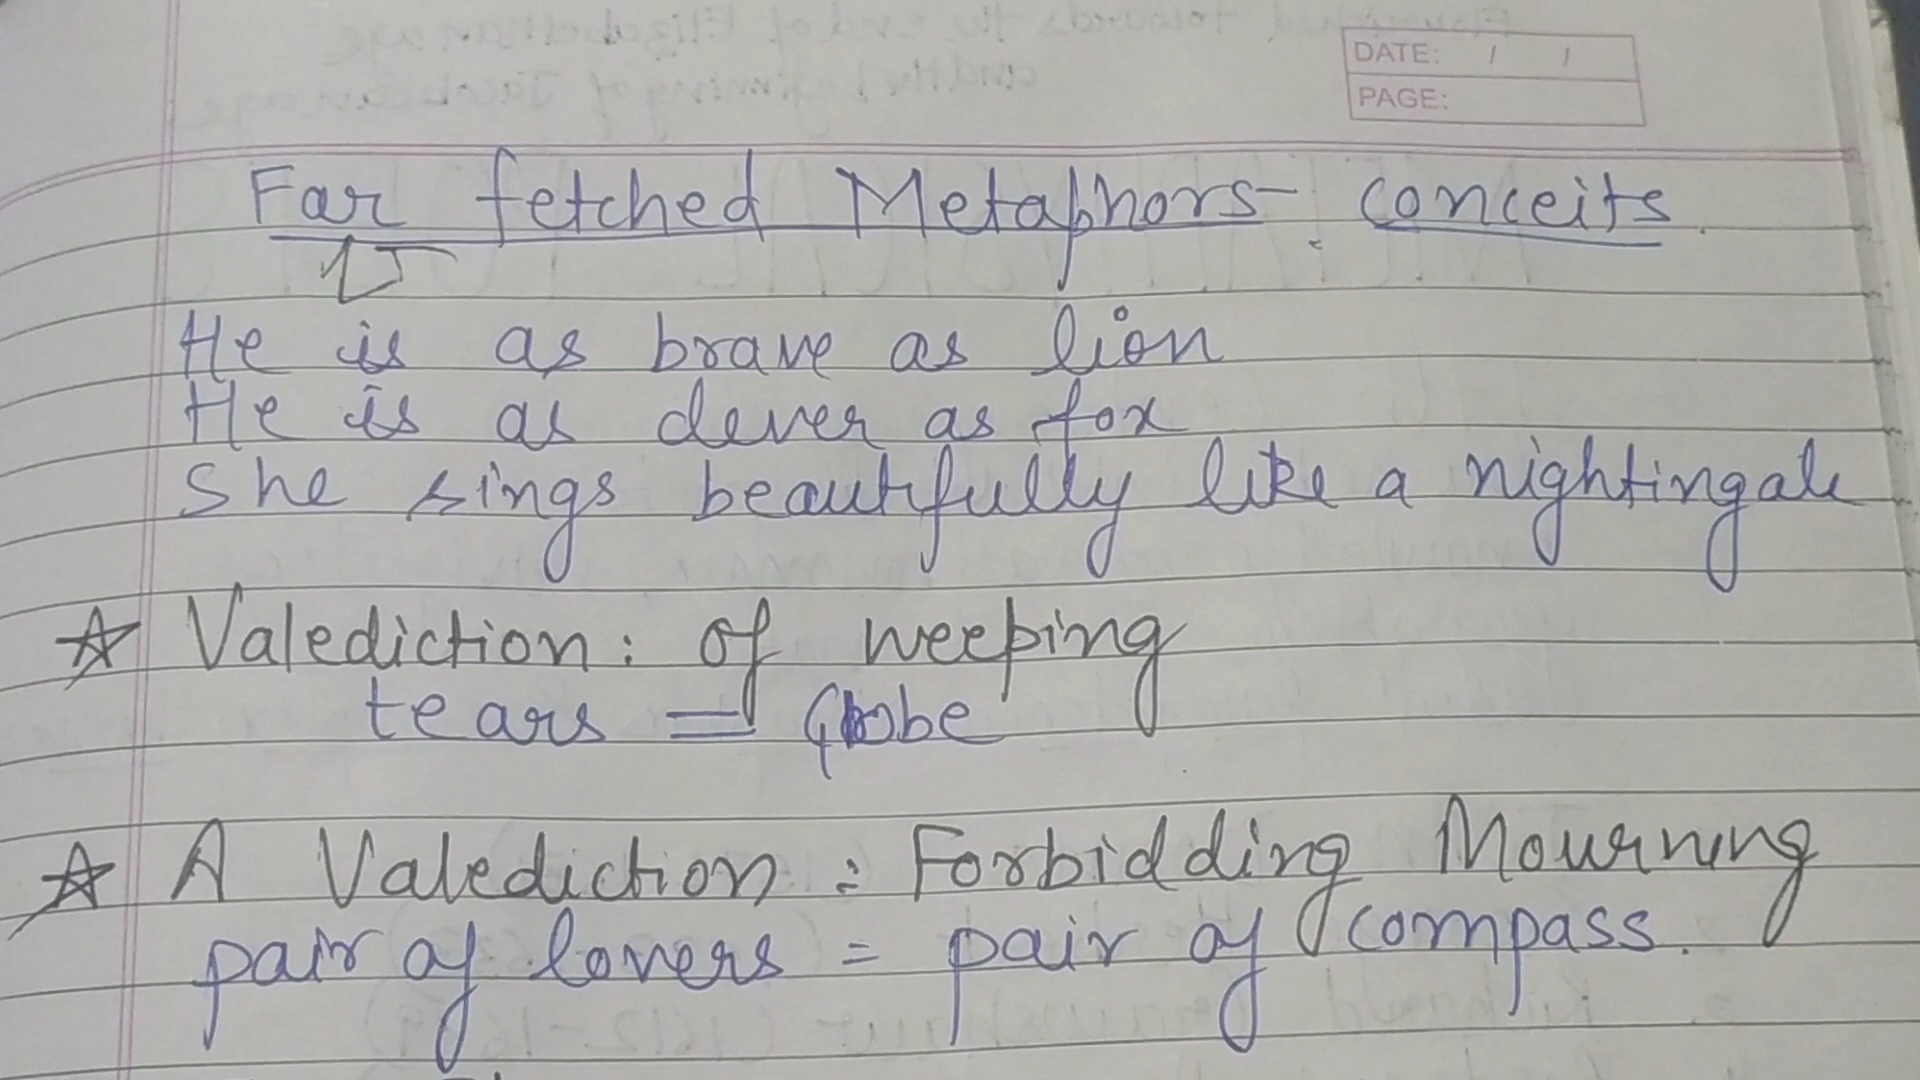 DATE: / /
PAGE:
Far fetched Metaphors- conceits.
He is as brave as lion
He is as clever as fox
She sings beautifully like a nightingale
☆ Valediction: of weeping
tears = Globe
☆ A Valediction: Forbidding Mourning
pair of lovers = pair of compass.